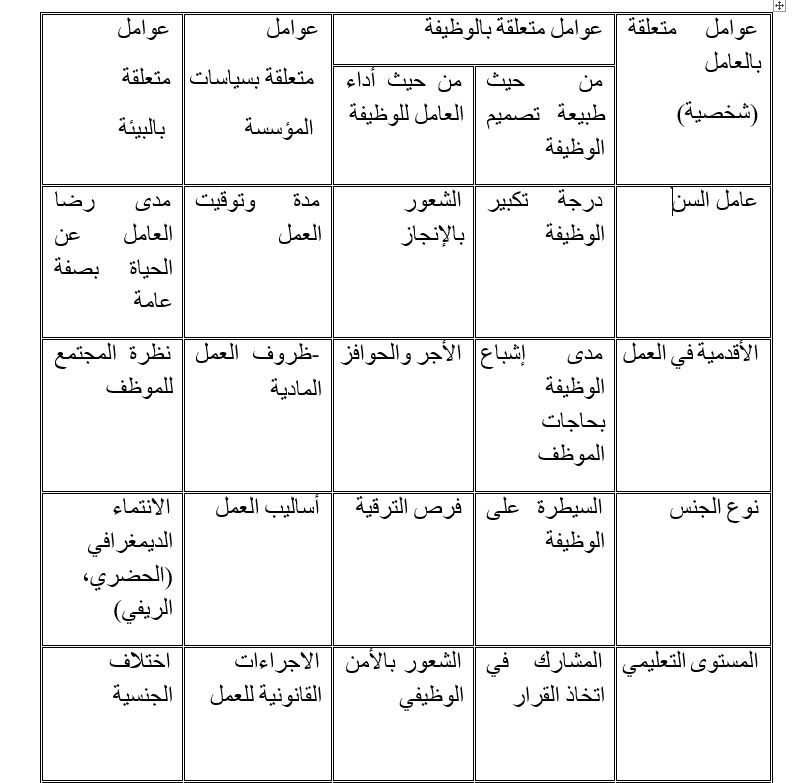 عوامل متعلقة
بالعامل
(شخصية)
عوامل متعلقة بالوظيفة
من حيث
طبيعة تصميم
الوظيفة
من حيث أداء
العامل للوظيفة
عوامل
متعلقة بسياسات
المؤسسة
عوامل
متعلقة
بالبيئة
عامل السن
درجة تكبير
الوظيفة
الشعور
بالإنجاز
مدة وتوقيت
العمل
مدى رضا
العامل عن
الحياة بصفة
عامة
الأقدمية في العمل
مدى إشباع
الوظيفة
بحاجات
الموظف
الأجر والحوافز
-ظروف العمل
المادية
نظرة المجتمع
للموظف
نوع الجنس
السيطرة على
الوظيفة
فرص الترقية
أساليب العمل
الانتماء
الديمغرافي
(الحضري،
الريفي)
المستوى التعليمي
المشارك في
اتخاذ القرار
الشعور بالأمن
الوظيفي
الاجراءات
القانونية للعمل
اختلاف
الجنسية